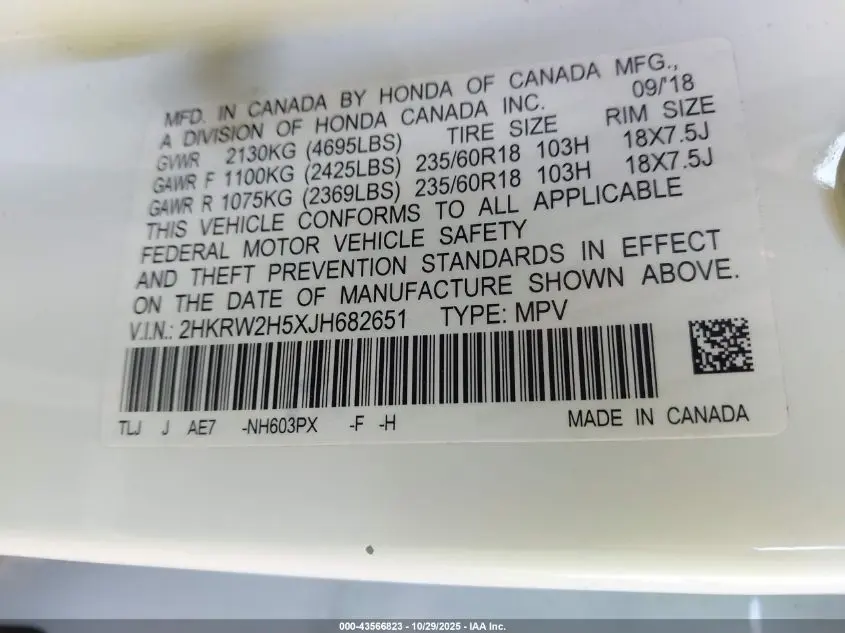 MFD. IN CANADA BY HONDA OF CANADA MFG.,
A DIVISION OF HONDA CANADA INC. 09/'18
GVWR 2130KG (4695LBS) TIRE SIZE RIM SIZE
GAWR F 1100KG (2425LBS) 235/60R18 103H 18X7.5J
GAWR R 1075KG (2369LBS) 235/60R18 103H 18X7.5J
THIS VEHICLE CONFORMS TO ALL APPLICABLE
FEDERAL MOTOR VEHICLE SAFETY
AND THEFT PREVENTION STANDARDS IN EFFECT
ON THE DATE OF MANUFACTURE SHOWN ABOVE.
V.I.N.: 2HKRW2H5XJH682651 TYPE: MPV
TLJ J AE7 -NH603PX -F -H MADE IN CANADA
000-43566823 - 10/29/2025 - IAA Inc.